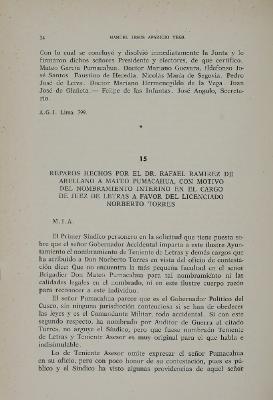 34 MANUEL JESUS APARICIO VEGA
Con lo cual se concluyó y disolvió inmediatamente la Junta y lo
firmaron dichos señores Presidente y electores, de que certifico.
Mateo García Pumacahua. Doctor Mariano Guevara, Ildefonso Jo-
sé Santos. Faustino de Heredia. Nicolás María de Segovia. Pedro
José de Leiva. Doctor Mariano Hermenegildo de la Vega. Juan
José de Olañeta.— Felipe de las Infantas. José Angulo, Secreta-
rio.
A.G.I. Lima 799.
*
15
REPAROS HECHOS POR EL DR. RAFAEL RAMIREZ DE
ARELLANO A MATEO PUMACAHUA, CON MOTIVO
DEL NOMBRAMIENTO INTERINO EN EL CARGO
DE JUEZ DE LETRAS A FAVOR DEL LICENCIADO
NORBERTO TORRES
M. I. A.
El Primer Síndico personero en la solicitud que tiene puesta so-
bre que el señor Gobernador Accidental imparta a este Ilustre Ayun-
tamiento el nombramiento de Teniente de Letras y demás cargos que
ha atribuido a Don Norberto Torres en vista del oficio de contesta-
ción dice: Que no encuentra la más pequeña facultad en el señor
Brigadier Don Mateo Pumacahua para tal nombramiento ni las
calidades legales en el nombrado, ni en este ilustre cuerpo razón
para reconocer a este individuo.
El señor Pumacahua parece que es el Gobernador Político del
Cusco, sin ninguna jurisdicción contenciosa si se han de obedecer
las leyes y es el Comandante Militar, todo accidental. Si con este
segundo respecto, ha nombrado por Auditor de Guerra al citado
Torres, no arguyó el Síndico, pero que fuese nombrado Teniente
de Letras y Teniente Asesor es muy original para el que habla e
indisimulable.
Lo de Teniente Asesor omite expresar el señor Pumacahua
en su oficio, pero con poco honor de su contestación, pues es pú-
blico y el Síndico ha visto algunas providencias de aquel señor